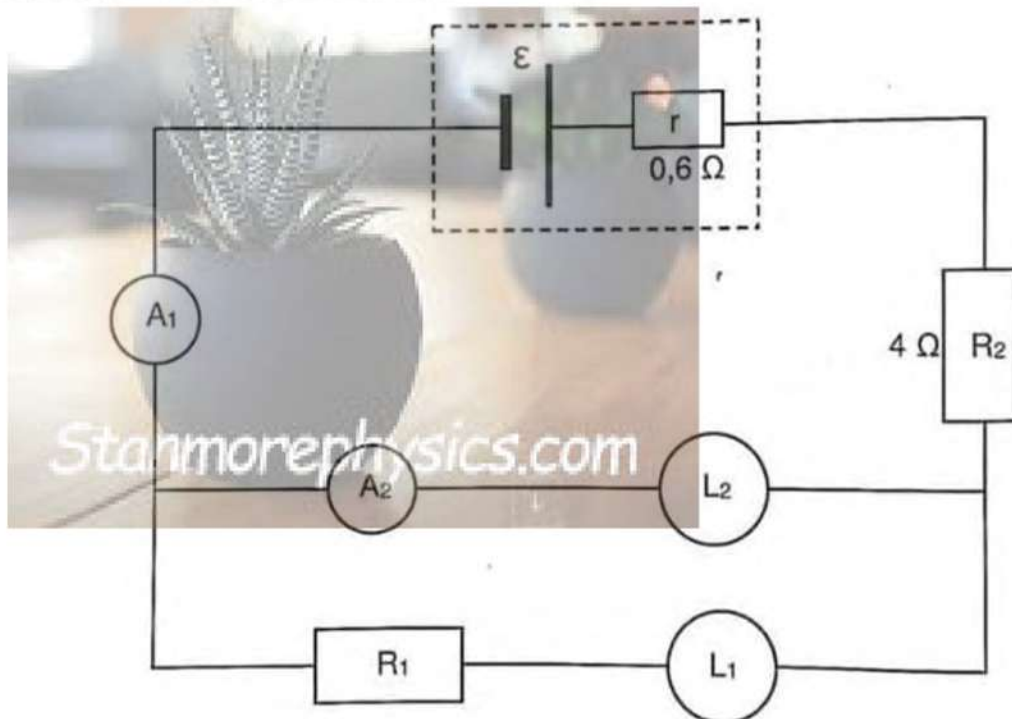 ε
r
0,6 Ω
A1
4 Ω R2
Stanmorephysics.com
A2
L2
R1
L1